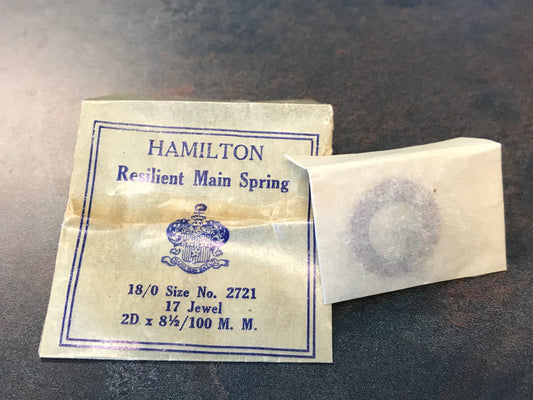 HAMILTON
Resilient Main Spring
18/0 Size No. 2721
17 Jewel
2D x 8½/100 M. M.